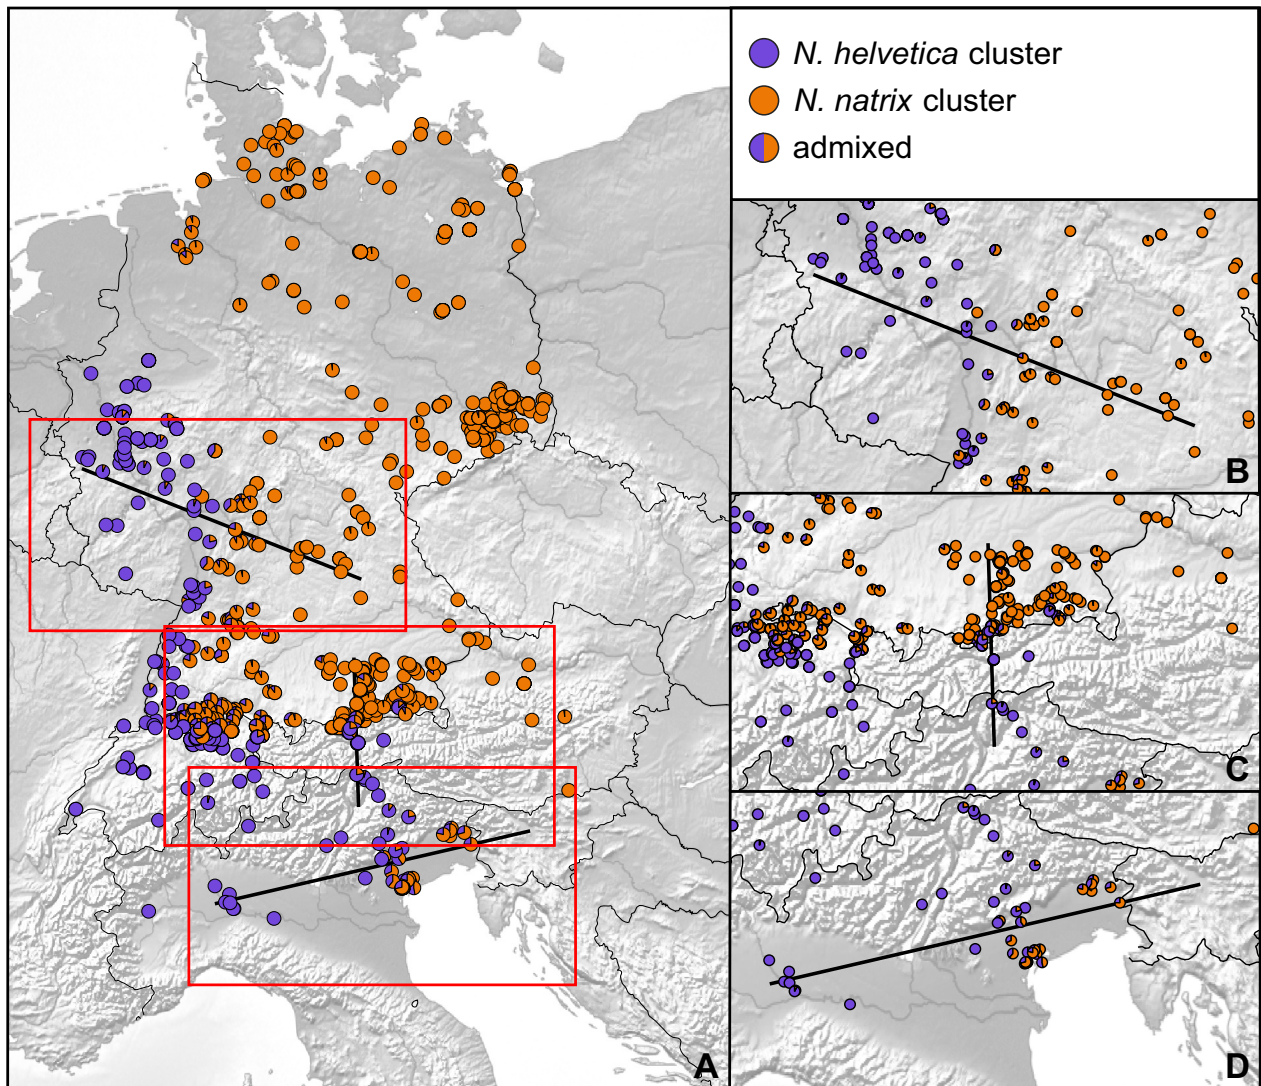 N. helvetica cluster
N. natrix cluster
admixed
A
B
C
D